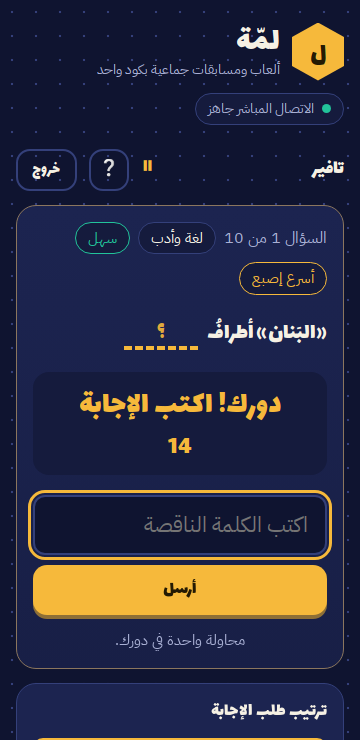 ل
لمّة
ألعاب ومسابقات جماعية بكود واحد
الاتصال المباشر جاهز
تافير
⏸
?
خروج
السؤال 1 من 10
لغة وأدب
سهل
أسرع إصبع
«البَنان» أطرافُ ؟
دورك! اكتب الإجابة
14
اكتب الكلمة الناقصة
أرسل
محاولة واحدة في دورك.
ترتيب طلب الإجابة